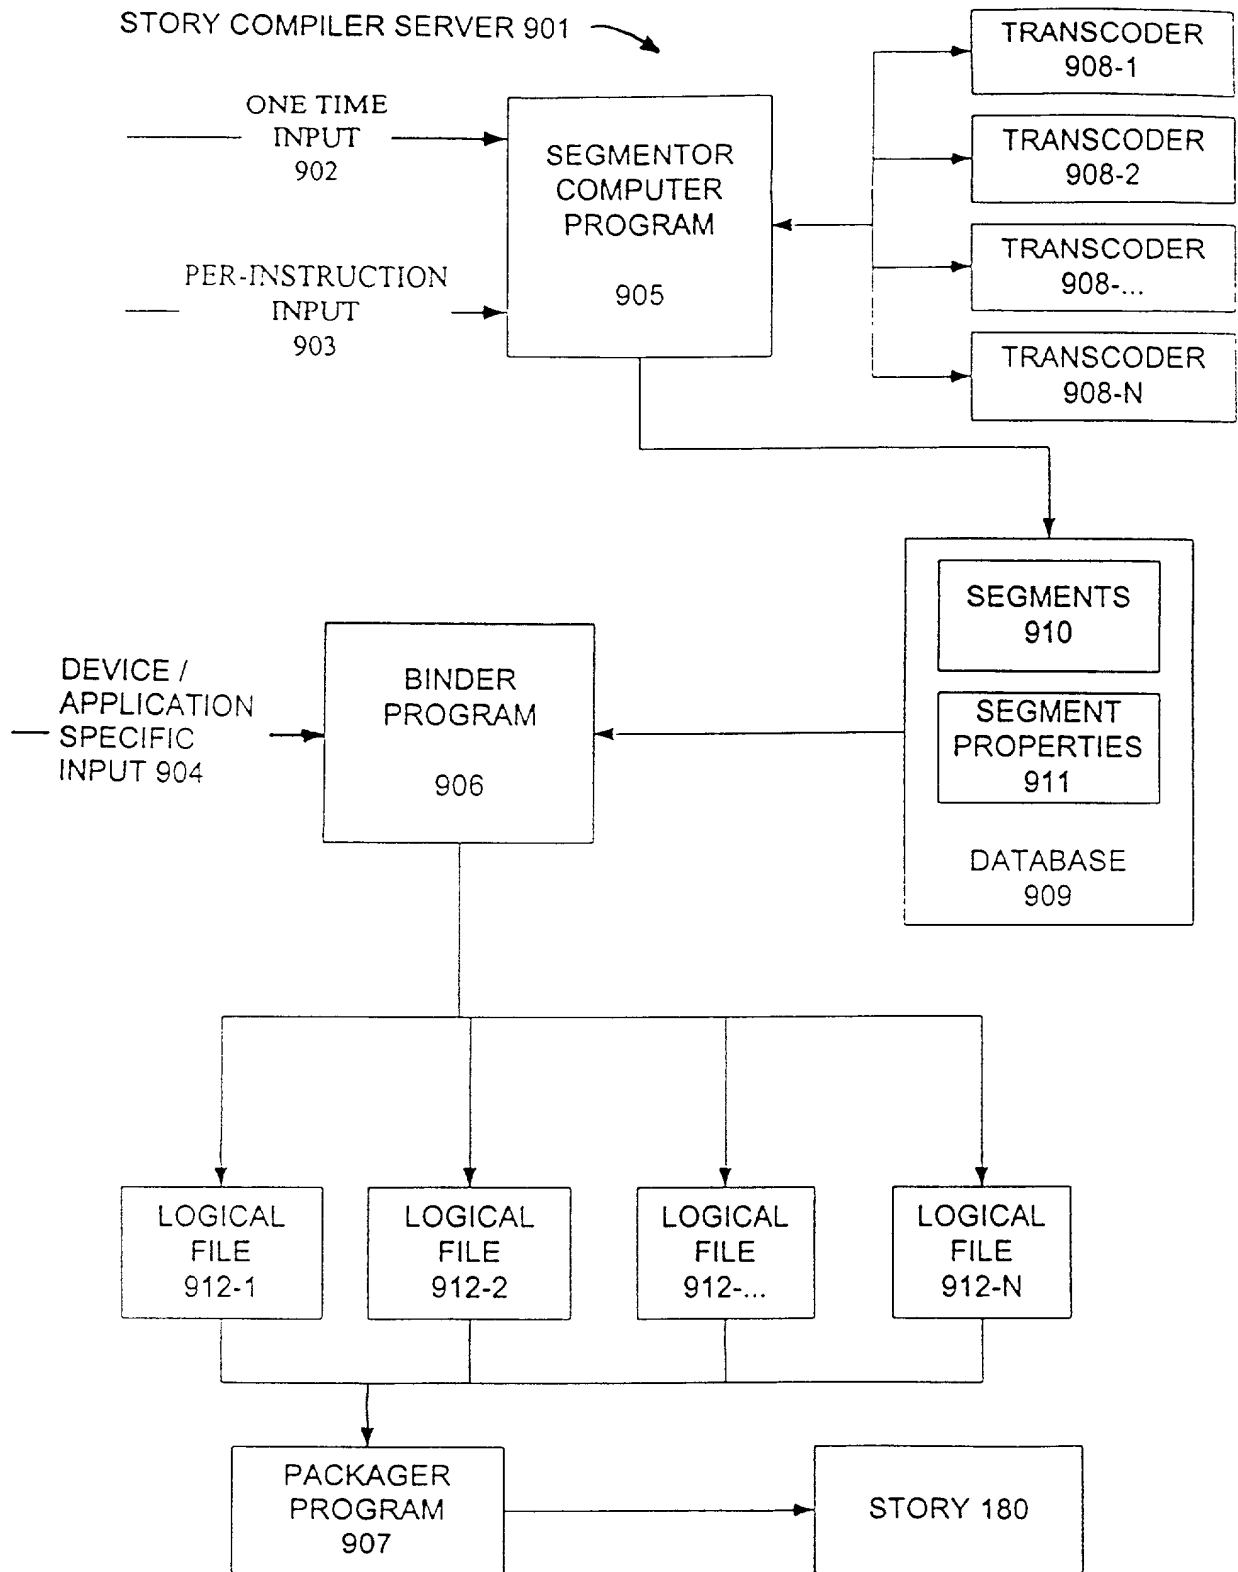 STORY COMPILER SERVER 901
TRANSCODER
908-1
ONE TIME
INPUT
902
SEGMENTOR
COMPUTER
PROGRAM
905
TRANSCODER
908-2
PER-INSTRUCTION
INPUT
903
TRANSCODER
908-...
TRANSCODER
908-N
SEGMENTS
910
SEGMENT
PROPERTIES
911
DATABASE
909
DEVICE /
APPLICATION
SPECIFIC
INPUT 904
BINDER
PROGRAM
906
LOGICAL
FILE
912-1
LOGICAL
FILE
912-2
LOGICAL
FILE
912-...
LOGICAL
FILE
912-N
PACKAGER
PROGRAM
907
STORY 180